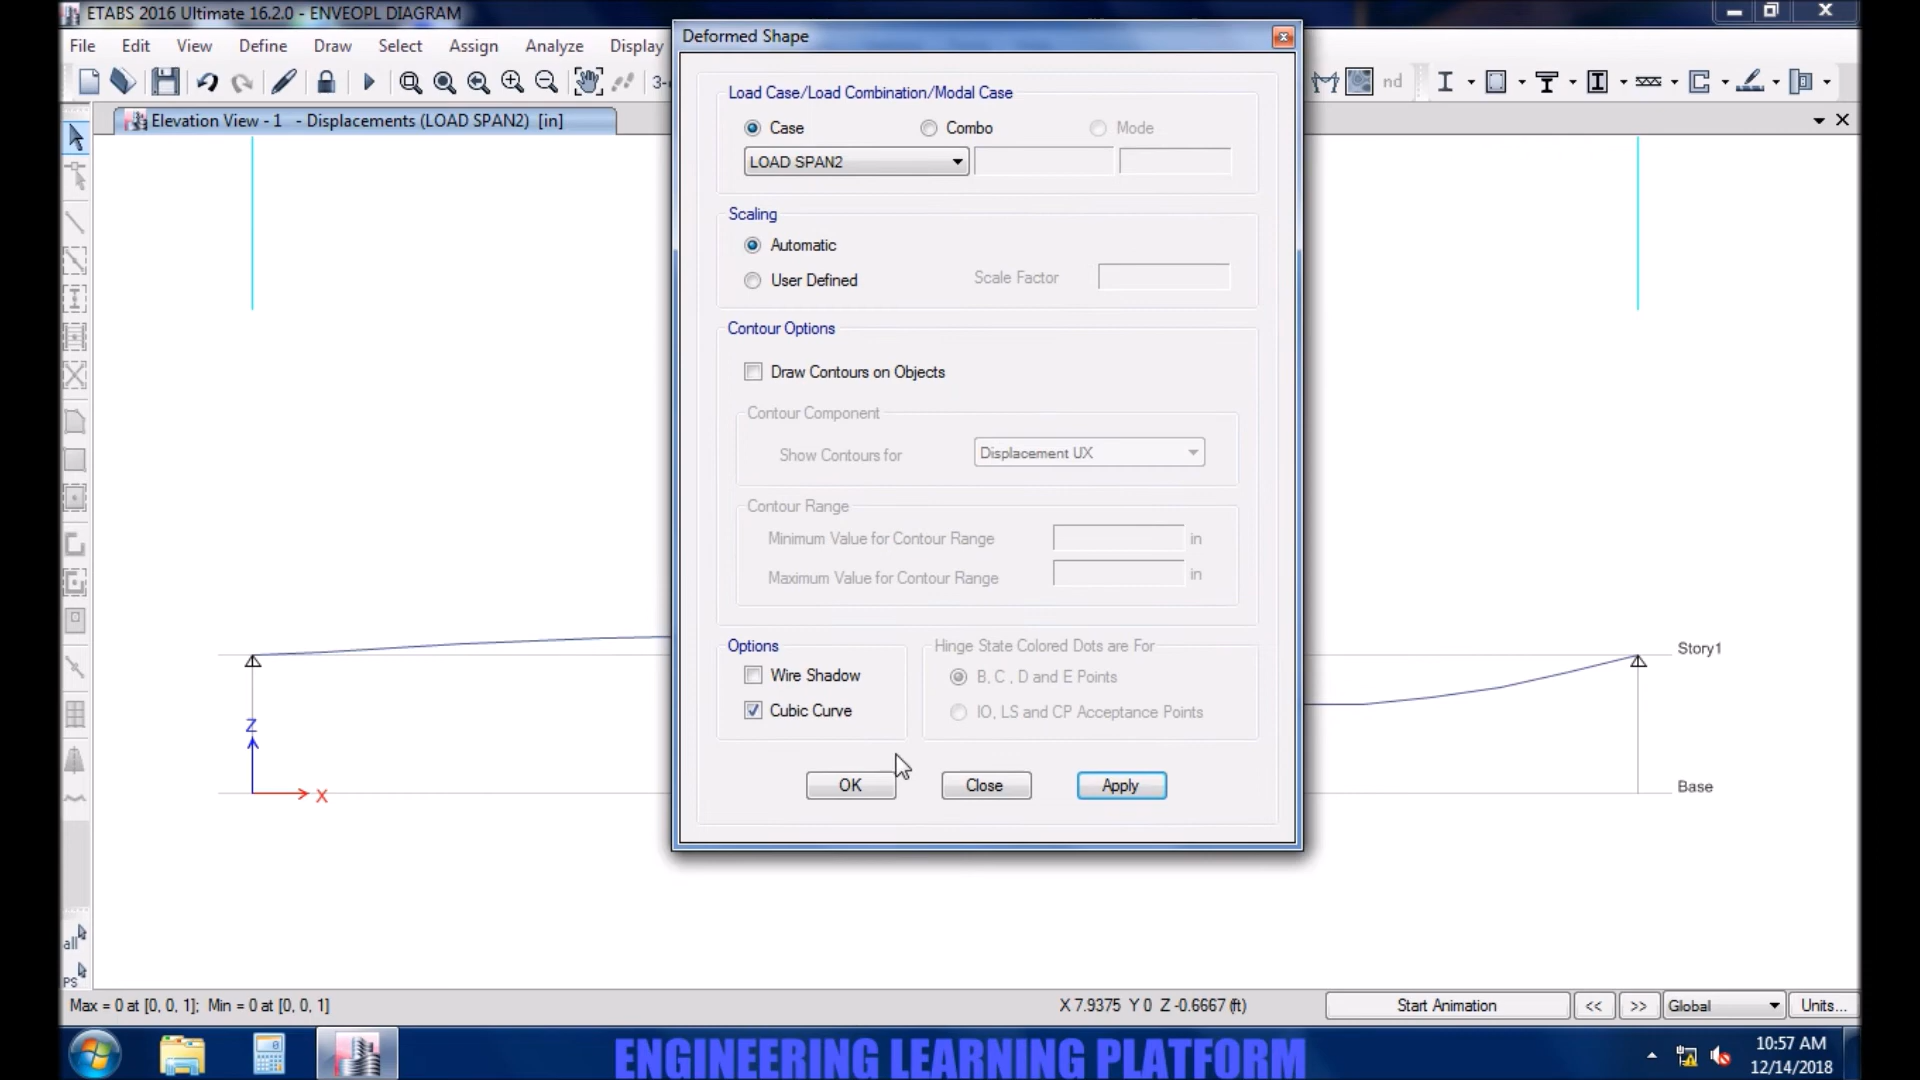 ETABS 2016 Ultimate 16.2.0 - ENVEOPL DIAGRAM
File Edit View Define Draw Select Assign Analyze Display
3-
nd
Elevation View - 1 - Displacements (LOAD SPAN2) [in]
Deformed Shape
Load Case/Load Combination/Modal Case
Case Combo Mode
LOAD SPAN2
Scaling
Automatic
User Defined Scale Factor
Contour Options
Draw Contours on Objects
Contour Component
Show Contours for Displacement UX
Contour Range
Minimum Value for Contour Range in
Maximum Value for Contour Range in
Options
Wire Shadow
Cubic Curve
Hinge State Colored Dots are For
B, C , D and E Points
IO, LS and CP Acceptance Points
OK Close Apply
Story1
Base
Z
X
all
PS
Max = 0 at [0, 0, 1]; Min = 0 at [0, 0, 1]
X 7.9375 Y 0 Z -0.6667 (ft)
Start Animation << >> Global Units...
ENGINEERING LEARNING PLATFORM
10:57 AM
12/14/2018